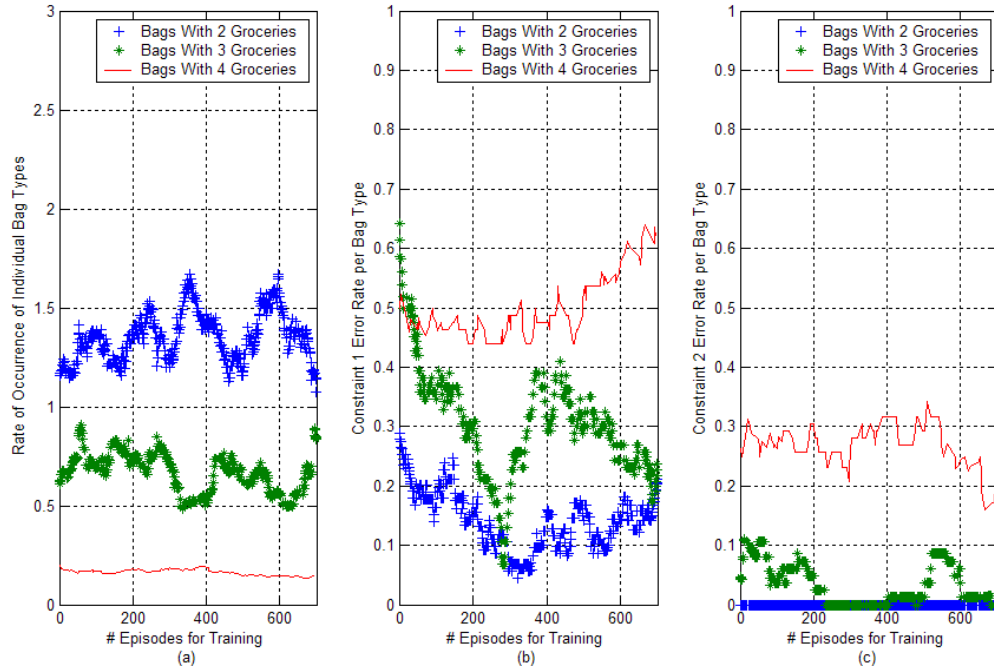 Bags With 2 Groceries
Bags With 3 Groceries
Bags With 4 Groceries
3
2.5
2
1.5
1
0.5
0
0
200
400
600
Rate of Occurrence of Individual Bag Types
# Episodes for Training
(a)
Bags With 2 Groceries
Bags With 3 Groceries
Bags With 4 Groceries
1
0.9
0.8
0.7
0.6
0.5
0.4
0.3
0.2
0.1
0
0
200
400
600
Constraint 1 Error Rate per Bag Type
# Episodes for Training
(b)
Bags With 2 Groceries
Bags With 3 Groceries
Bags With 4 Groceries
1
0.9
0.8
0.7
0.6
0.5
0.4
0.3
0.2
0.1
0
0
200
400
600
Constraint 2 Error Rate per Bag Type
# Episodes for Training
(c)